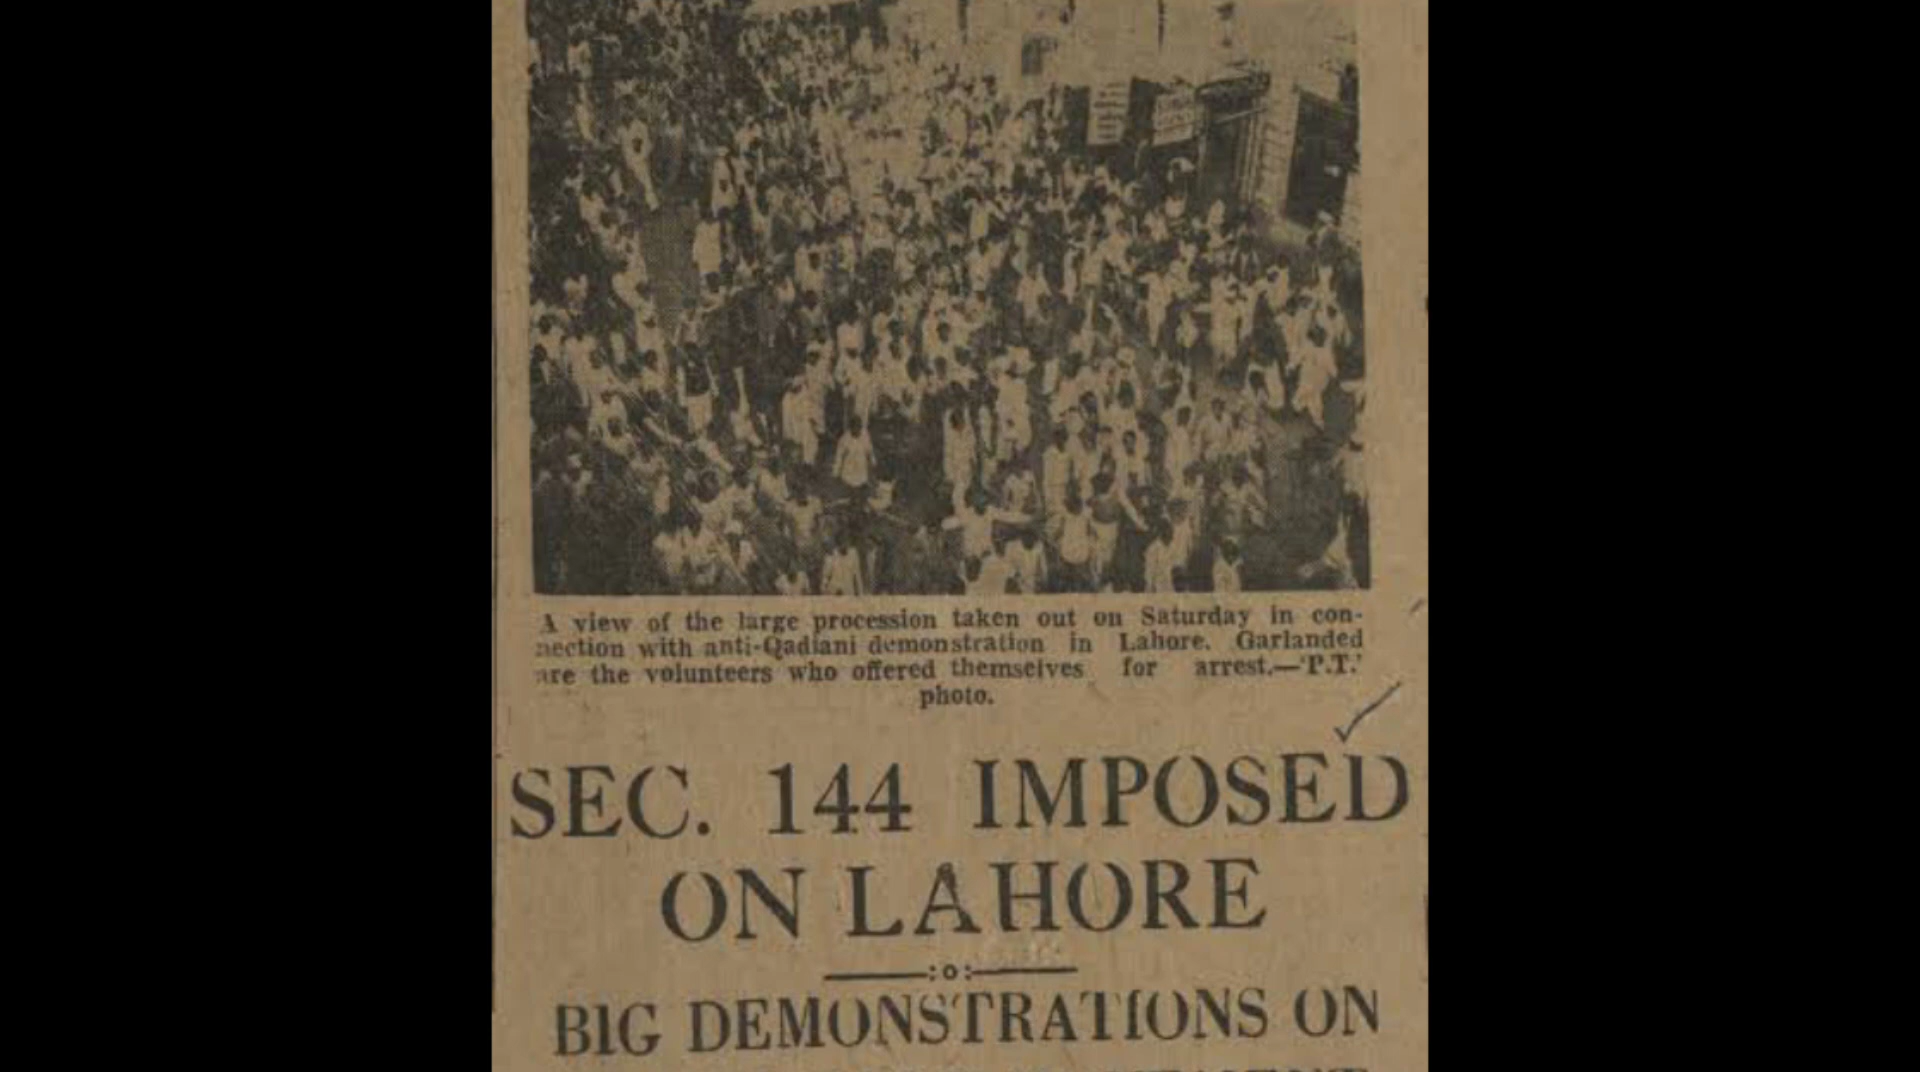 A view of the large procession taken out on Saturday in con-
nection with anti-Qadiani demonstration in Lahore. Garlanded
are the volunteers who offered themselves for arrest.—'P.T.'
photo.
SEC. 144 IMPOSED
ON LAHORE
:o:
BIG DEMONSTRATIONS ON